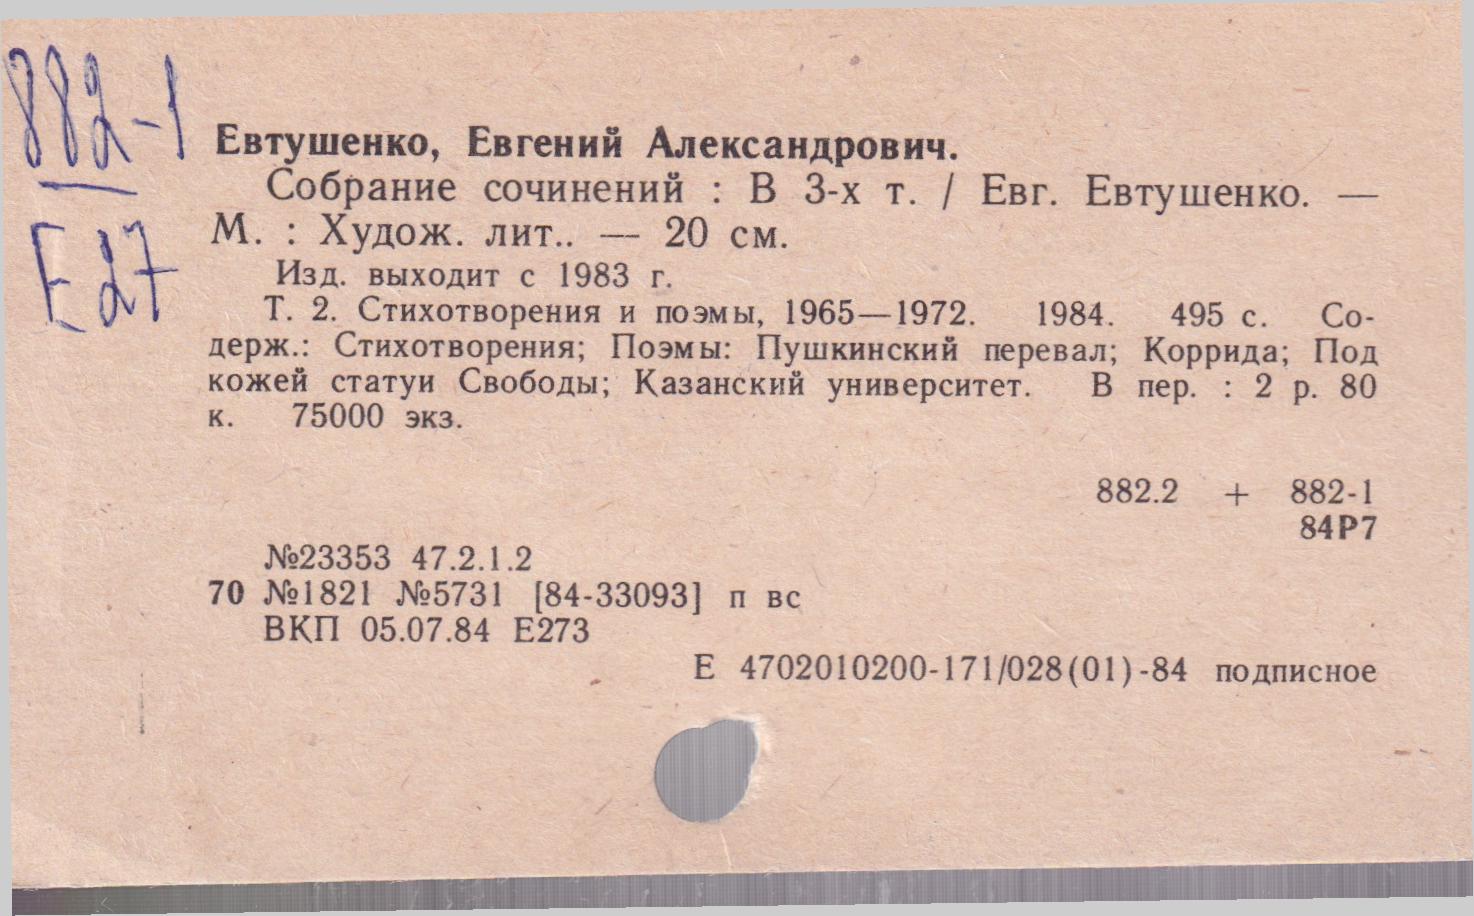 882-1
Е27
Евтушенко, Евгений Александрович.
Собрание сочинений : В 3-х т. / Евг. Евтушенко. —
М. : Худож. лит.. — 20 см.
Изд. выходит с 1983 г.
Т. 2. Стихотворения и поэмы, 1965—1972. 1984. 495 с. Со-
держ.: Стихотворения; Поэмы: Пушкинский перевал; Коррида; Под
кожей статуи Свободы; Казанский университет. В пер. : 2 р. 80
к. 75000 экз.
882.2 + 882-1
84Р7
№23353 47.2.1.2
70 №1821 №5731 [84-33093] п вс
ВКП 05.07.84 Е273
Е 4702010200-171/028(01)-84 подписное